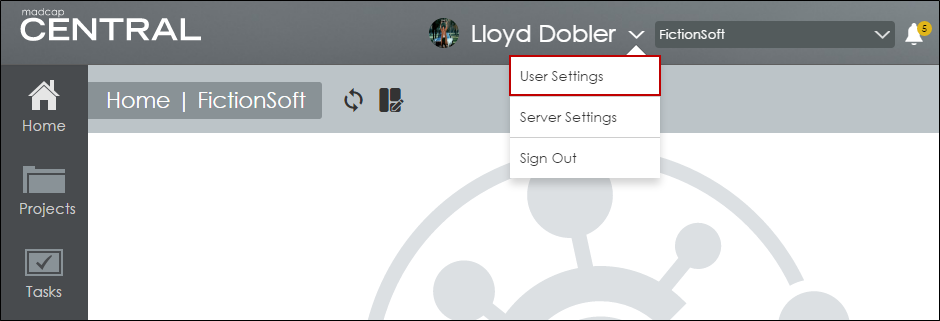 madcap
CENTRAL
Lloyd Dobler
FictionSoft
5
User Settings
Server Settings
Sign Out
Home | FictionSoft
Home
Projects
Tasks